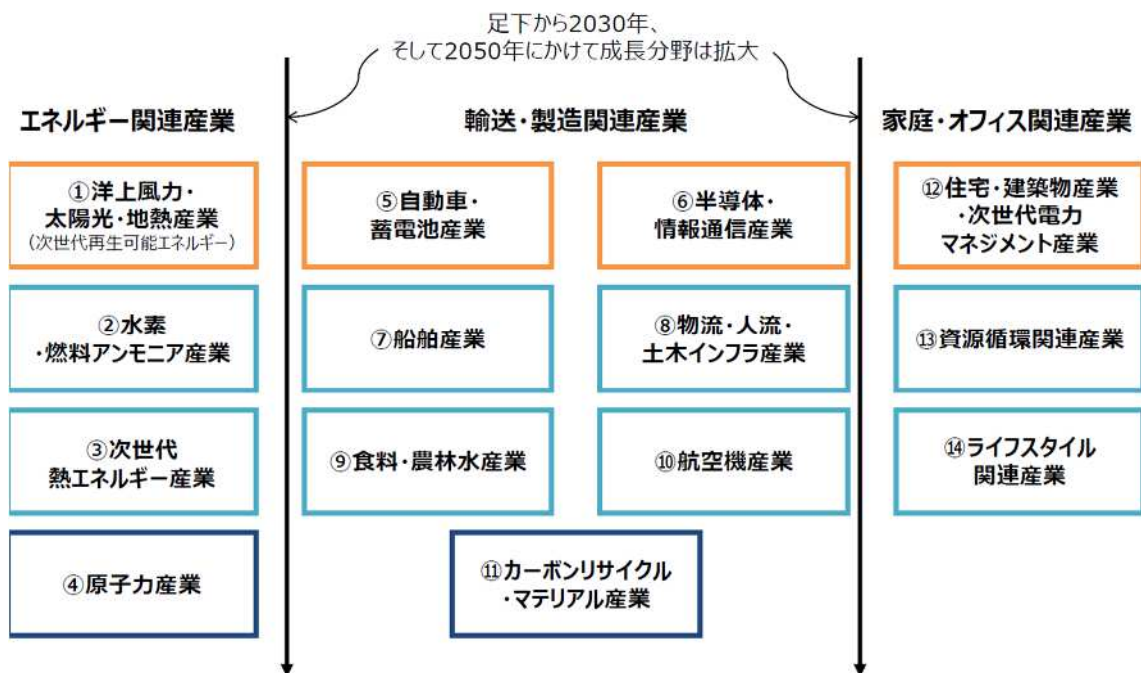 足下から2030年、
そして2050年にかけて成長分野は拡大
エネルギー関連産業
輸送・製造関連産業
家庭・オフィス関連産業
①洋上風力・
太陽光・地熱産業
(次世代再生可能エネルギー)
②水素
・燃料アンモニア産業
③次世代
熱エネルギー産業
④原子力産業
⑤自動車・
蓄電池産業
⑥半導体・
情報通信産業
⑦船舶産業
⑧物流・人流・
土木インフラ産業
⑨食料・農林水産業
⑩航空機産業
⑪カーボンリサイクル
・マテリアル産業
⑫住宅・建築物産業
・次世代電力
マネジメント産業
⑬資源循環関連産業
⑭ライフスタイル
関連産業